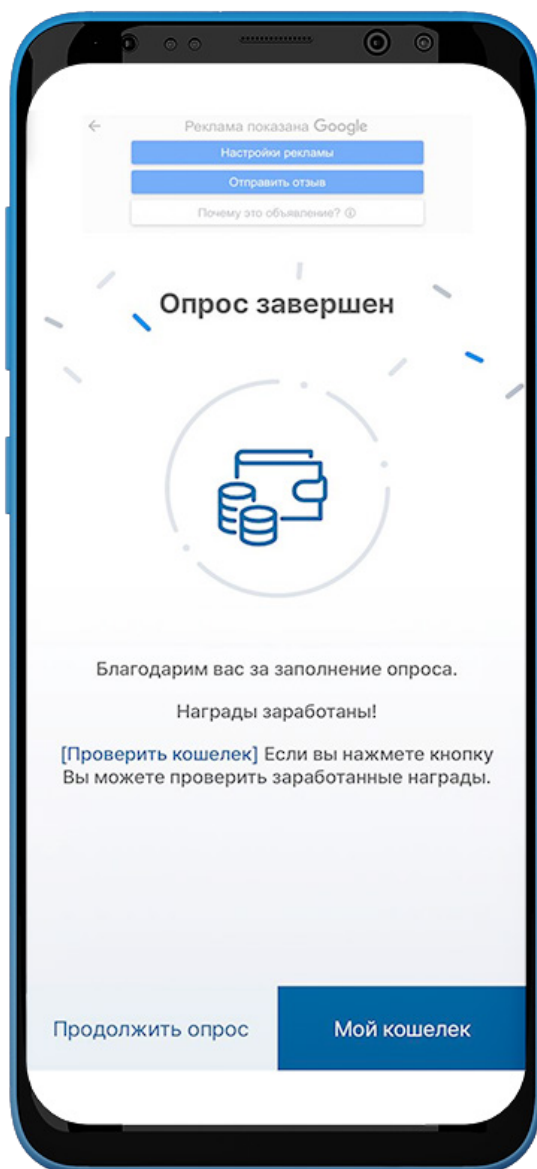 Реклама показана Google
Настройки рекламы
Отправить отзыв
Почему это объявление? ⓘ
Опрос завершен
Благодарим вас за заполнение опроса.
Награды заработаны!
[Проверить кошелек] Если вы нажмете кнопку
Вы можете проверить заработанные награды.
Продолжить опрос
Мой кошелек